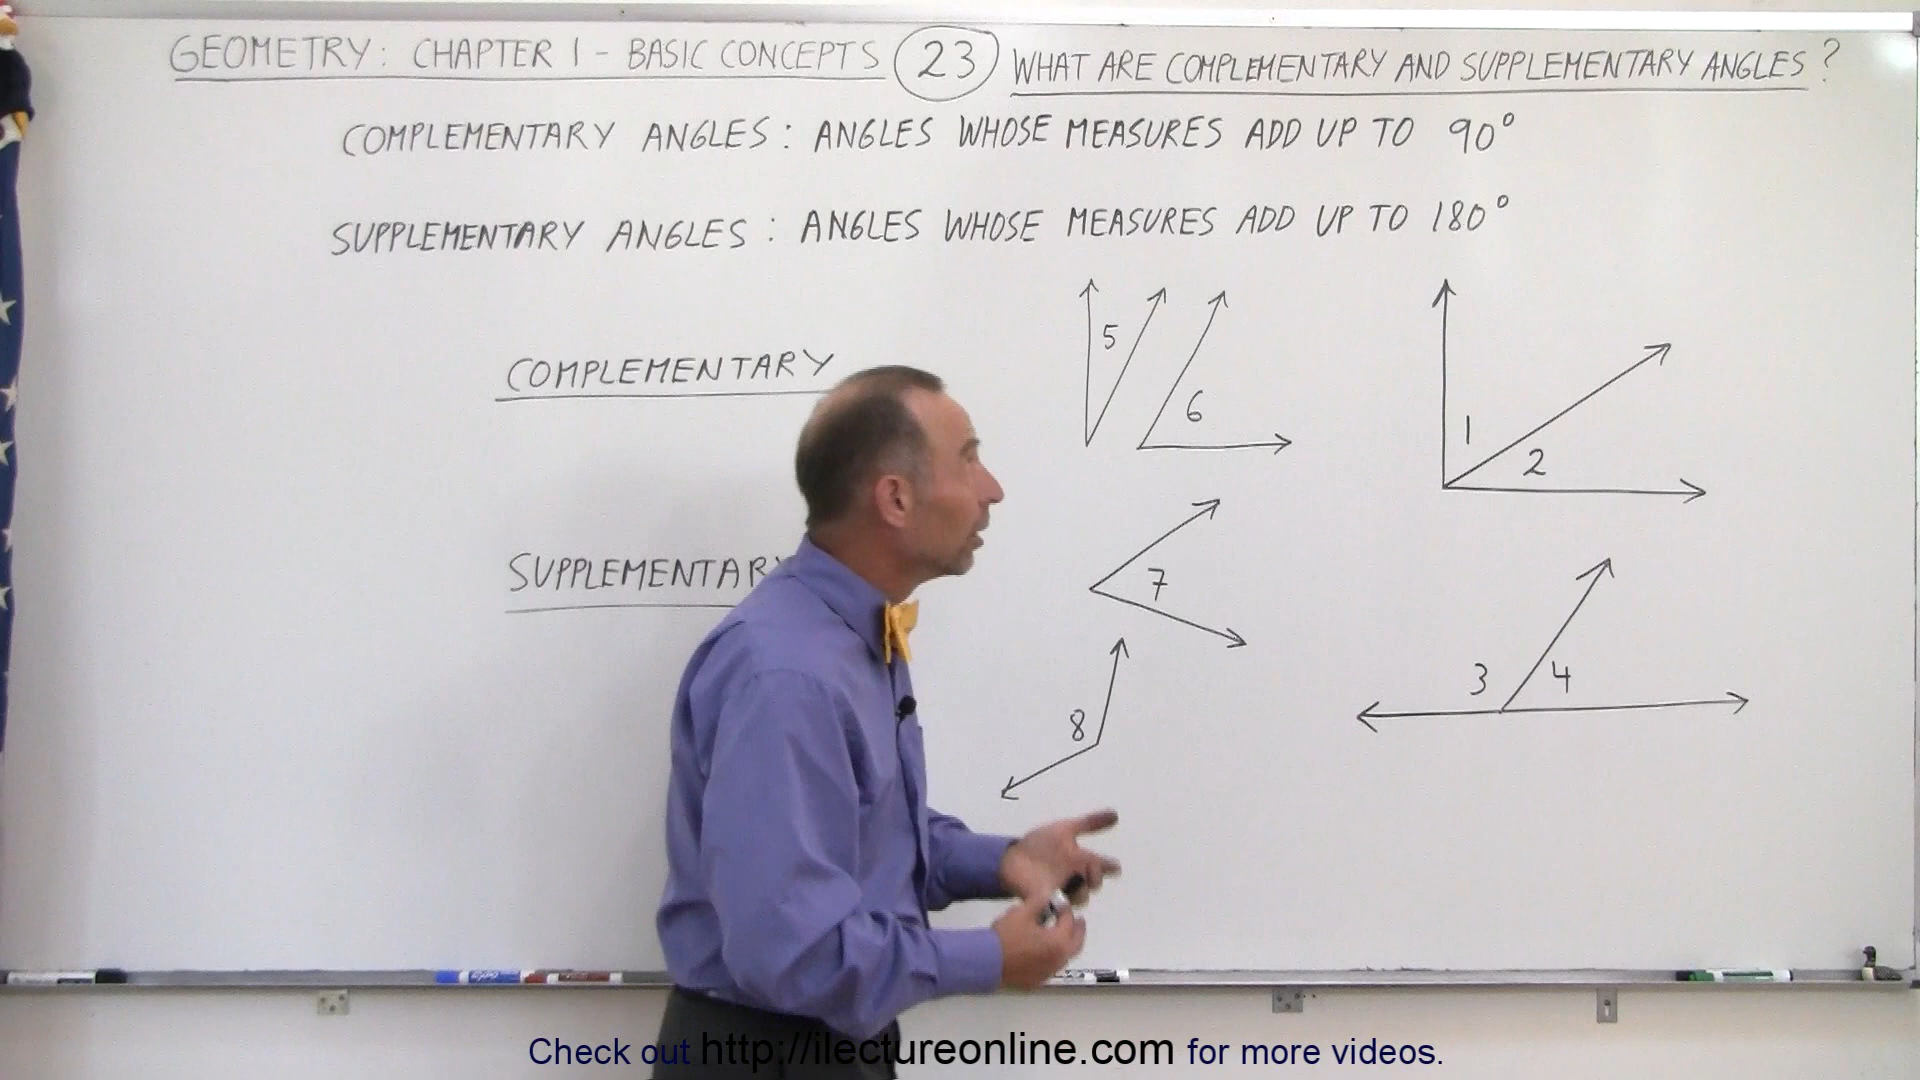 GEOMETRY: CHAPTER 1 - BASIC CONCEPTS 23 WHAT ARE COMPLEMENTARY AND SUPPLEMENTARY ANGLES?
COMPLEMENTARY ANGLES: ANGLES WHOSE MEASURES ADD UP TO 90°
SUPPLEMENTARY ANGLES: ANGLES WHOSE MEASURES ADD UP TO 180°
COMPLEMENTARY
5
6
1
2
SUPPLEMENTARY
7
8
3
4
Check out http://ilectureonline.com for more videos.